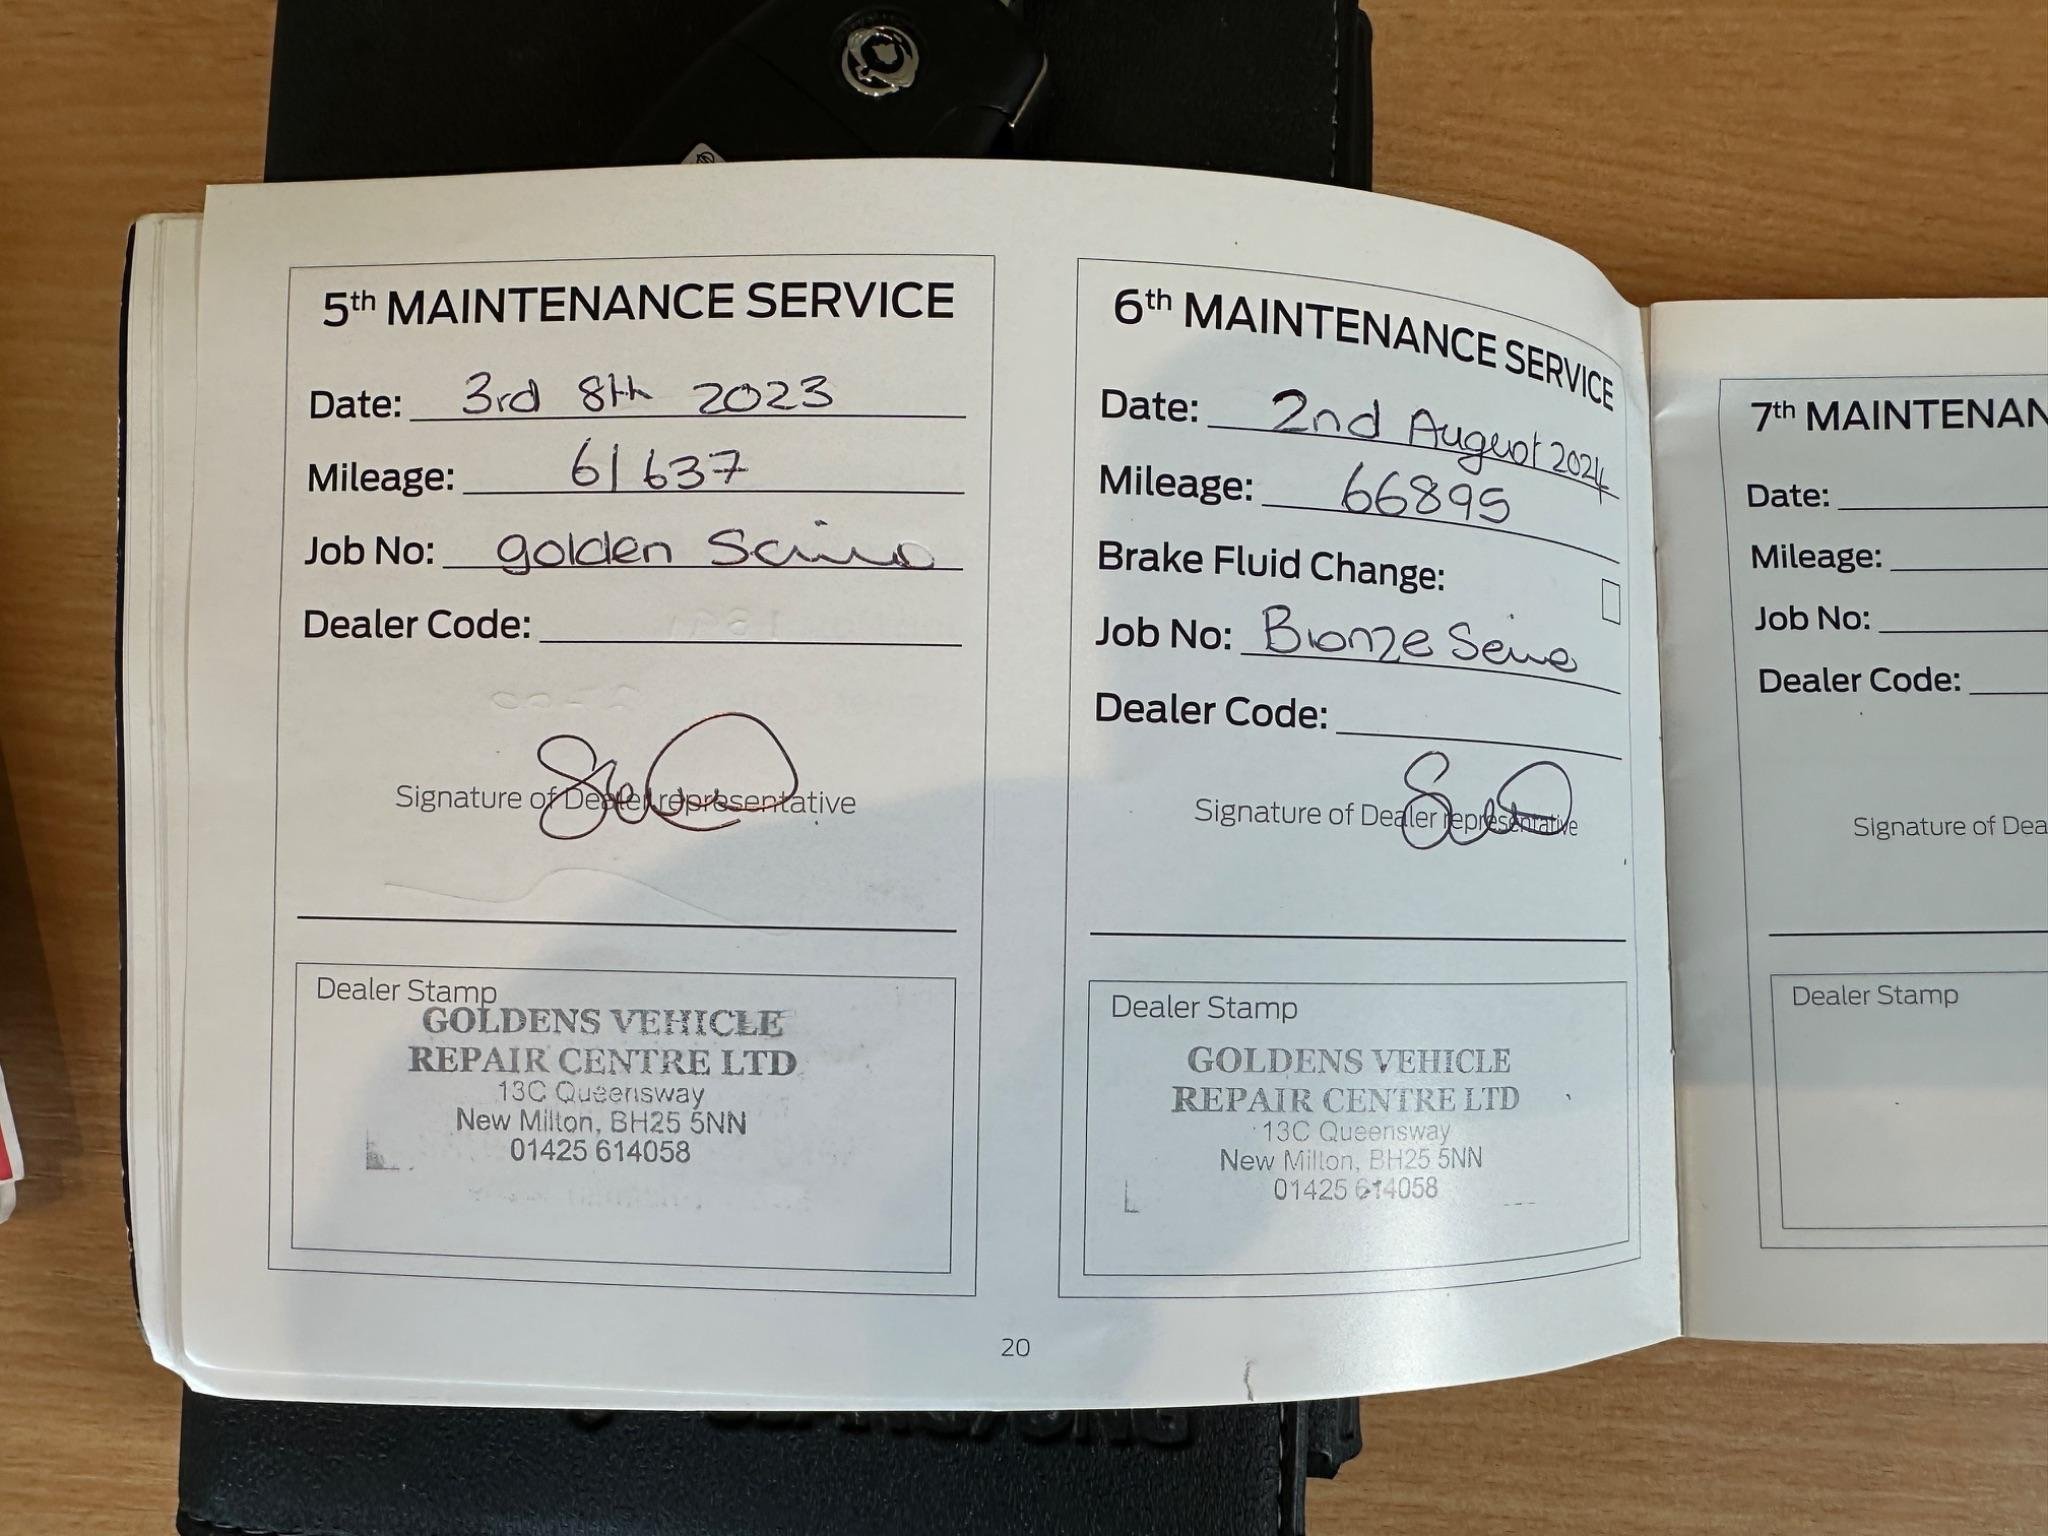 5th MAINTENANCE SERVICE
Date: 3rd 8th 2023
Mileage: 61637
Job No: golden
Dealer Code:
Signature of Dealer representative
Dealer Stamp
GOLDENS VEHICLE
REPAIR CENTRE LTD
13C Queensway
New Milton, BH25 5NN
01425 614058
6th MAINTENANCE SERVICE
Date: 2nd August 2024
Mileage: 66895
Brake Fluid Change:
Job No: Bronze
Dealer Code:
Signature of Dealer representative
Dealer Stamp
GOLDENS VEHICLE
REPAIR CENTRE LTD
13C Queensway
New Milton, BH25 5NN
01425 614058
20
7th MAINTENAN
Date:
Mileage:
Job No:
Dealer Code:
Signature of Dea
Dealer Stamp